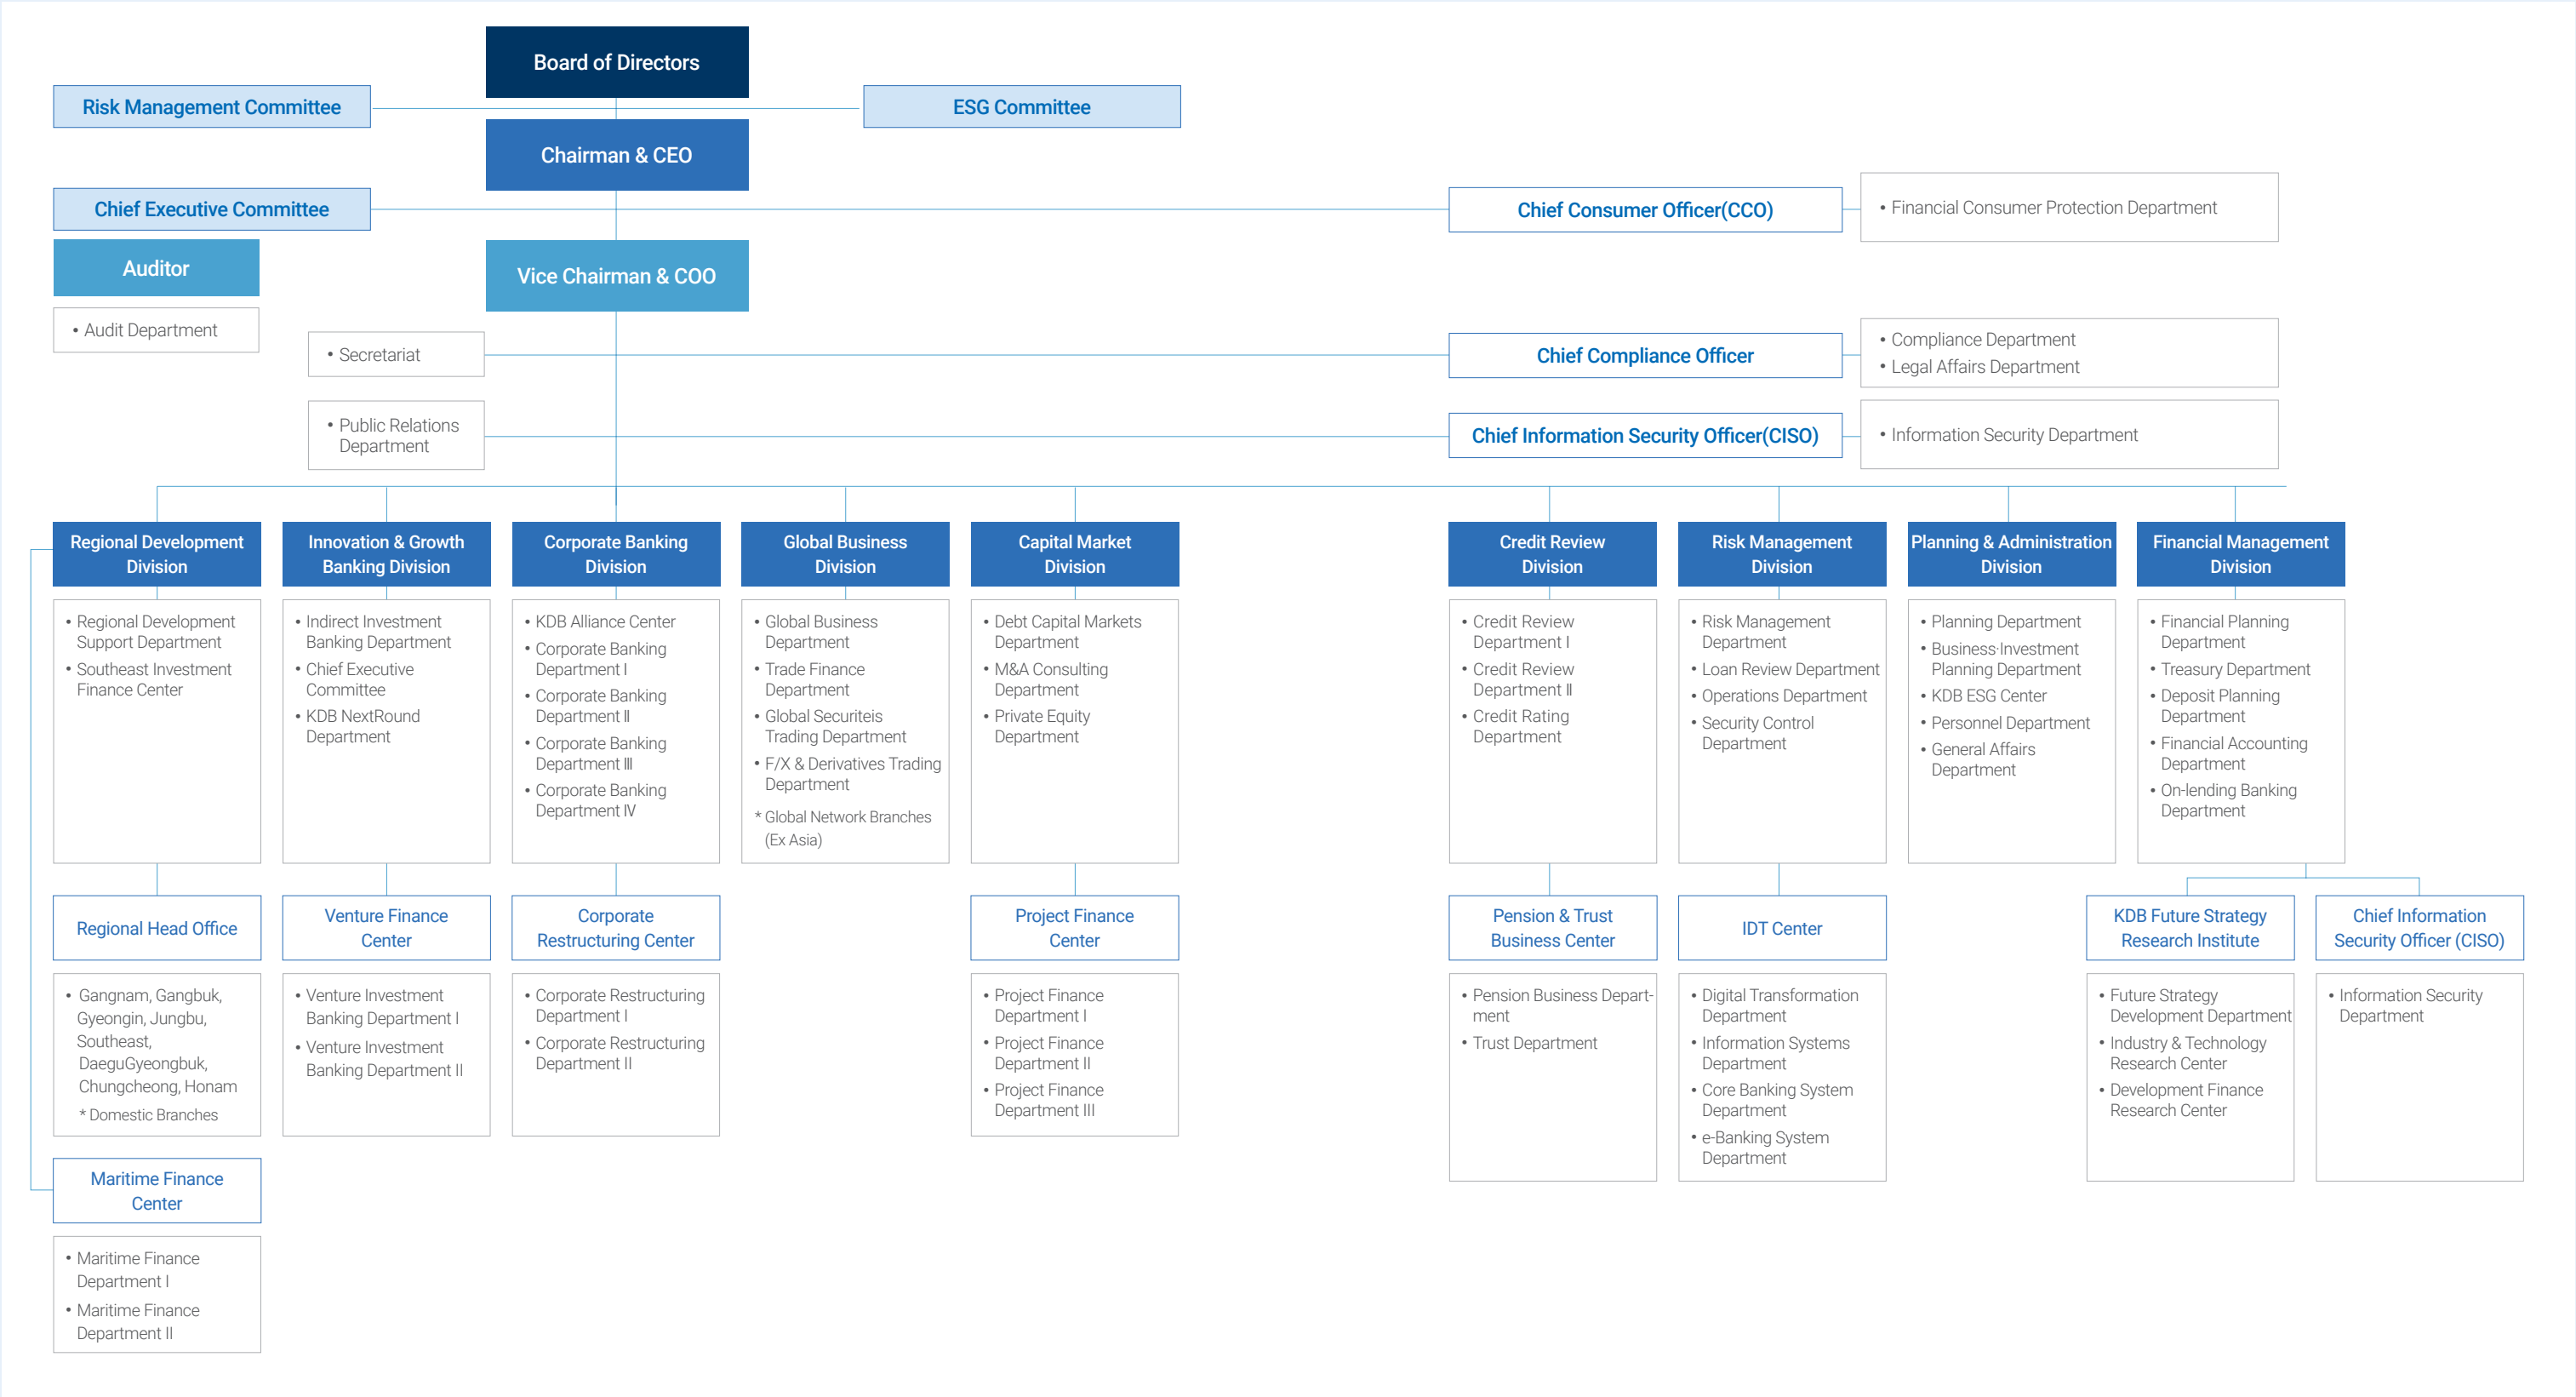 Board of Directors
Risk Management Committee
ESG Committee
Chairman & CEO
Chief Executive Committee
Chief Consumer Officer(CCO)
• Financial Consumer Protection Department
Auditor
Vice Chairman & COO
• Audit Department
• Secretariat
Chief Compliance Officer
• Compliance Department
• Legal Affairs Department
• Public Relations
Department
Chief Information Security Officer(CISO)
• Information Security Department
Regional Development
Division
• Regional Development
Support Department
• Southeast Investment
Finance Center
Regional Head Office
• Gangnam, Gangbuk,
Gyeongin, Jungbu,
Southeast,
DaeguGyeongbuk,
Chungcheong, Honam
* Domestic Branches
Maritime Finance
Center
• Maritime Finance
Department I
• Maritime Finance
Department II
Innovation & Growth
Banking Division
• Indirect Investment
Banking Department
• Chief Executive
Committee
• KDB NextRound
Department
Venture Finance
Center
• Venture Investment
Banking Department I
• Venture Investment
Banking Department II
Corporate Banking
Division
• KDB Alliance Center
• Corporate Banking
Department Ⅰ
• Corporate Banking
Department Ⅱ
• Corporate Banking
Department Ⅲ
• Corporate Banking
Department Ⅳ
Corporate
Restructuring Center
• Corporate Restructuring
Department I
• Corporate Restructuring
Department II
Global Business
Division
• Global Business
Department
• Trade Finance
Department
• Global Securiteis
Trading Department
• F/X & Derivatives Trading
Department
* Global Network Branches
(Ex Asia)
Capital Market
Division
• Debt Capital Markets
Department
• M&A Consulting
Department
• Private Equity
Department
Project Finance
Center
• Project Finance
Department I
• Project Finance
Department II
• Project Finance
Department III
Credit Review
Division
• Credit Review
Department Ⅰ
• Credit Review
Department Ⅱ
• Credit Rating
Department
Pension & Trust
Business Center
• Pension Business Depart-
ment
• Trust Department
Risk Management
Division
• Risk Management
Department
• Loan Review Department
• Operations Department
• Security Control
Department
IDT Center
• Digital Transformation
Department
• Information Systems
Department
• Core Banking System
Department
• e-Banking System
Department
Planning & Administration
Division
• Planning Department
• Business·Investment
Planning Department
• KDB ESG Center
• Personnel Department
• General Affairs
Department
Financial Management
Division
• Financial Planning
Department
• Treasury Department
• Deposit Planning
Department
• Financial Accounting
Department
• On-lending Banking
Department
KDB Future Strategy
Research Institute
• Future Strategy
Development Department
• Industry & Technology
Research Center
• Development Finance
Research Center
Chief Information
Security Officer (CISO)
• Information Security
Department